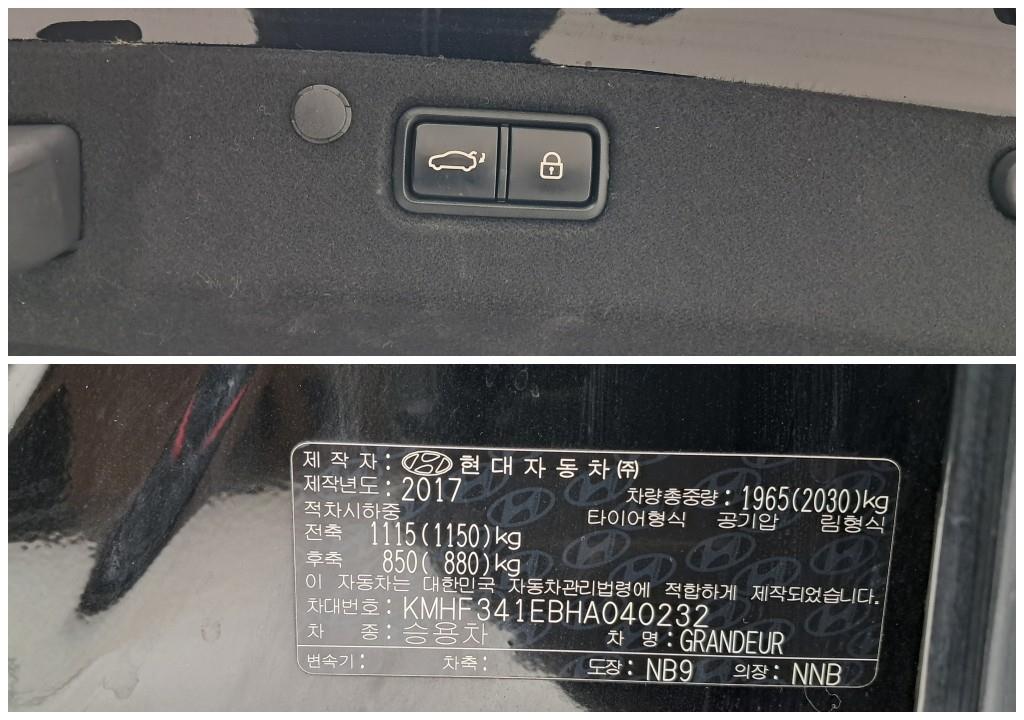 제 작 자 : 현대자동차㈜
제작년도 : 2017 차량총중량 : 1965(2030)kg
적차시하중 타이어형식 공기압 림형식
전축 1115(1150)kg
후축 850( 880)kg
이 자동차는 대한민국 자동차관리법령에 적합하게 제작되었습니다.
차대번호 : KMHF341EBHA040232
차 종 : 승용차 차 명 : GRANDEUR
변속기 : 차축 : 도장 : NB9 의장 : NNB